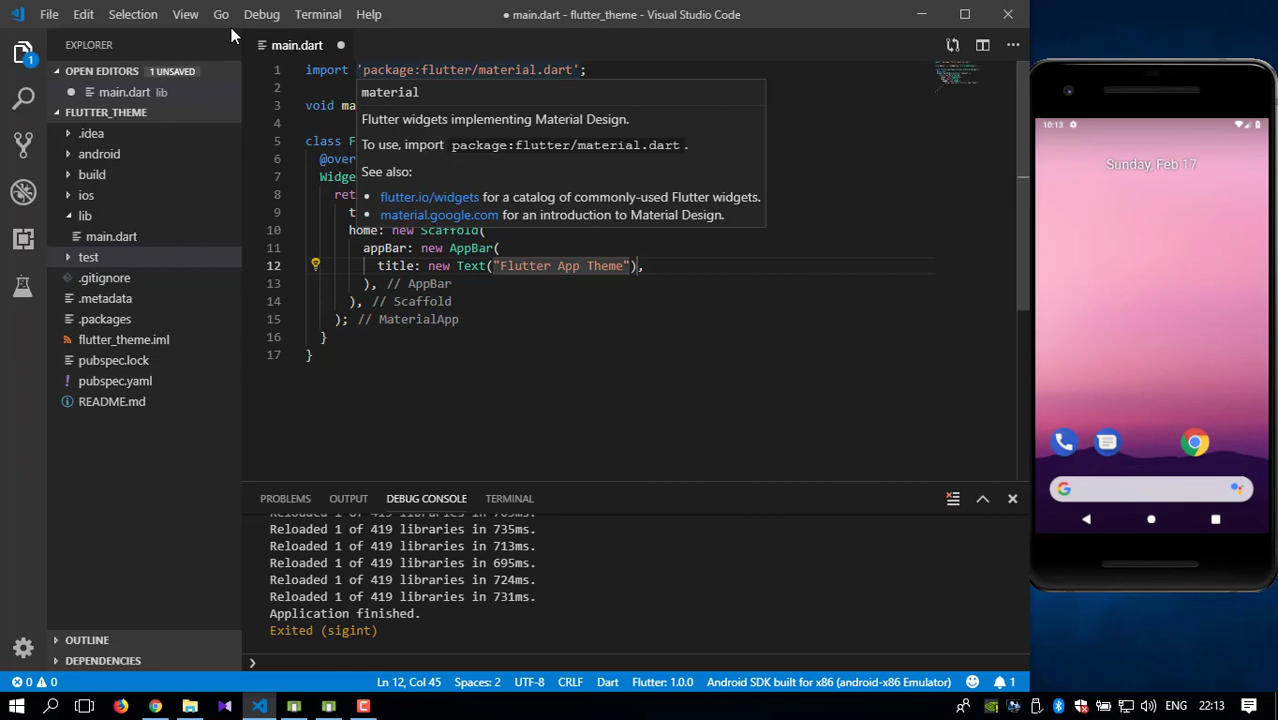 File Edit Selection View Go Debug Terminal Help
● main.dart - flutter_theme - Visual Studio Code
EXPLORER
OPEN EDITORS 1 UNSAVED
main.dart lib
FLUTTER_THEME
.idea
android
build
ios
lib
main.dart
test
.gitignore
.metadata
.packages
flutter_theme.iml
pubspec.lock
pubspec.yaml
README.md
OUTLINE
DEPENDENCIES
1
main.dart
1 import 'package:flutter/material.dart';
2
3 void ma
4
5 class F
6 @over
7 Widge
8 ret
9 t
10 home: new Scaffold(
11 appBar: new AppBar(
12 title: new Text("Flutter App Theme"),
13 ), // AppBar
14 ), // Scaffold
15 ); // MaterialApp
16 }
17 }
material
Flutter widgets implementing Material Design.
To use, import package:flutter/material.dart.
See also:
• flutter.io/widgets for a catalog of commonly-used Flutter widgets.
• material.google.com for an introduction to Material Design.
PROBLEMS OUTPUT DEBUG CONSOLE TERMINAL
Reloaded 1 of 419 libraries in 735ms.
Reloaded 1 of 419 libraries in 713ms.
Reloaded 1 of 419 libraries in 695ms.
Reloaded 1 of 419 libraries in 724ms.
Reloaded 1 of 419 libraries in 731ms.
Application finished.
Exited (sigint)
0 0
Ln 12, Col 45 Spaces: 2 UTF-8 CRLF Dart Flutter: 1.0.0 Android SDK built for x86 (android-x86 Emulator) 1
10:13
Sunday, Feb 17
ENG 22:13